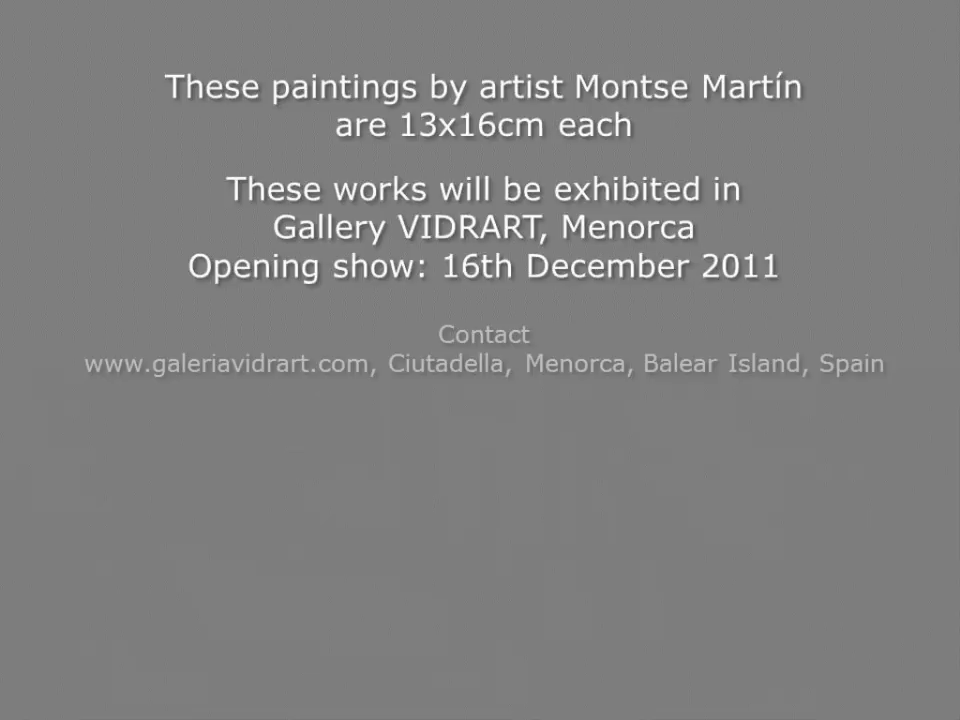 These paintings by artist Montse Martín
are 13x16cm each
These works will be exhibited in
Gallery VIDRART, Menorca
Opening show: 16th December 2011
Contact
www.galeriavidrart.com, Ciutadella, Menorca, Balear Island, Spain